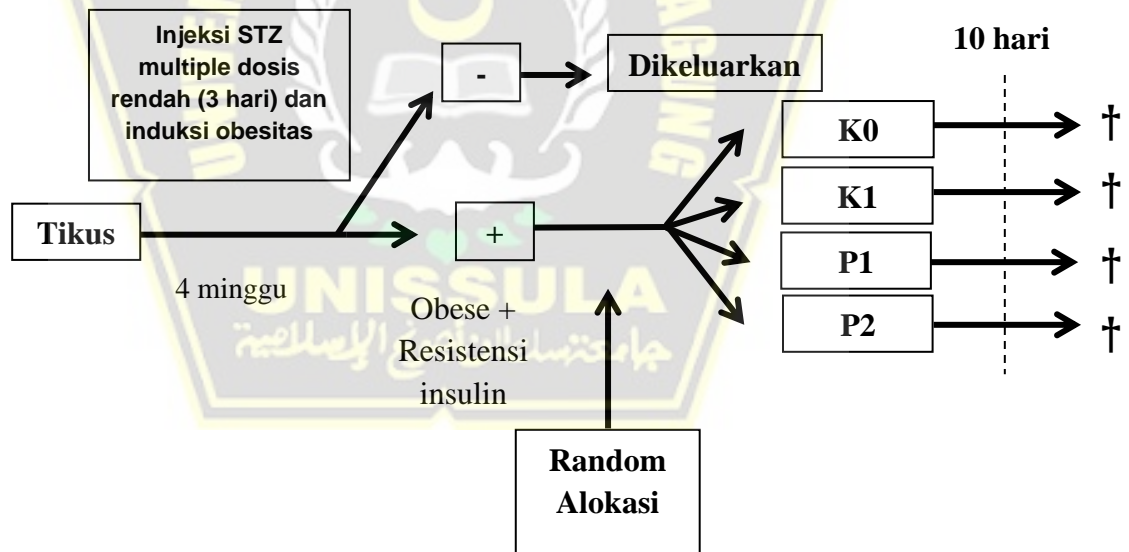 Injeksi STZ
multiple dosis
rendah (3 hari) dan
induksi obesitas
-
Dikeluarkan
10 hari
K0
†
K1
†
Tikus
+
P1
†
4 minggu
UNISSULA
Obese +
Resistensi
insulin
P2
†
Random
Alokasi